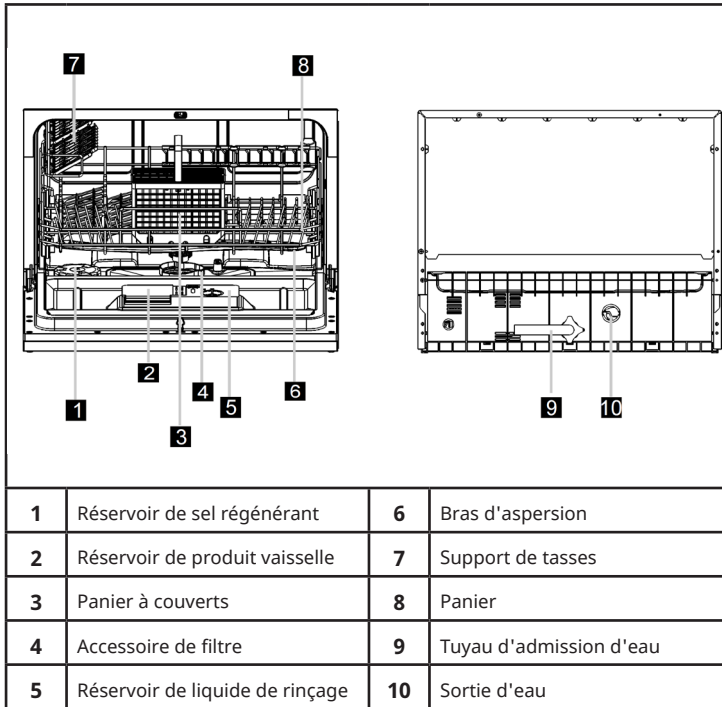 7
8
2
4
6
1
5
3
9
10
1 Réservoir de sel régénérant 6 Bras d'aspersion
2 Réservoir de produit vaisselle 7 Support de tasses
3 Panier à couverts 8 Panier
4 Accessoire de filtre 9 Tuyau d'admission d'eau
5 Réservoir de liquide de rinçage 10 Sortie d'eau